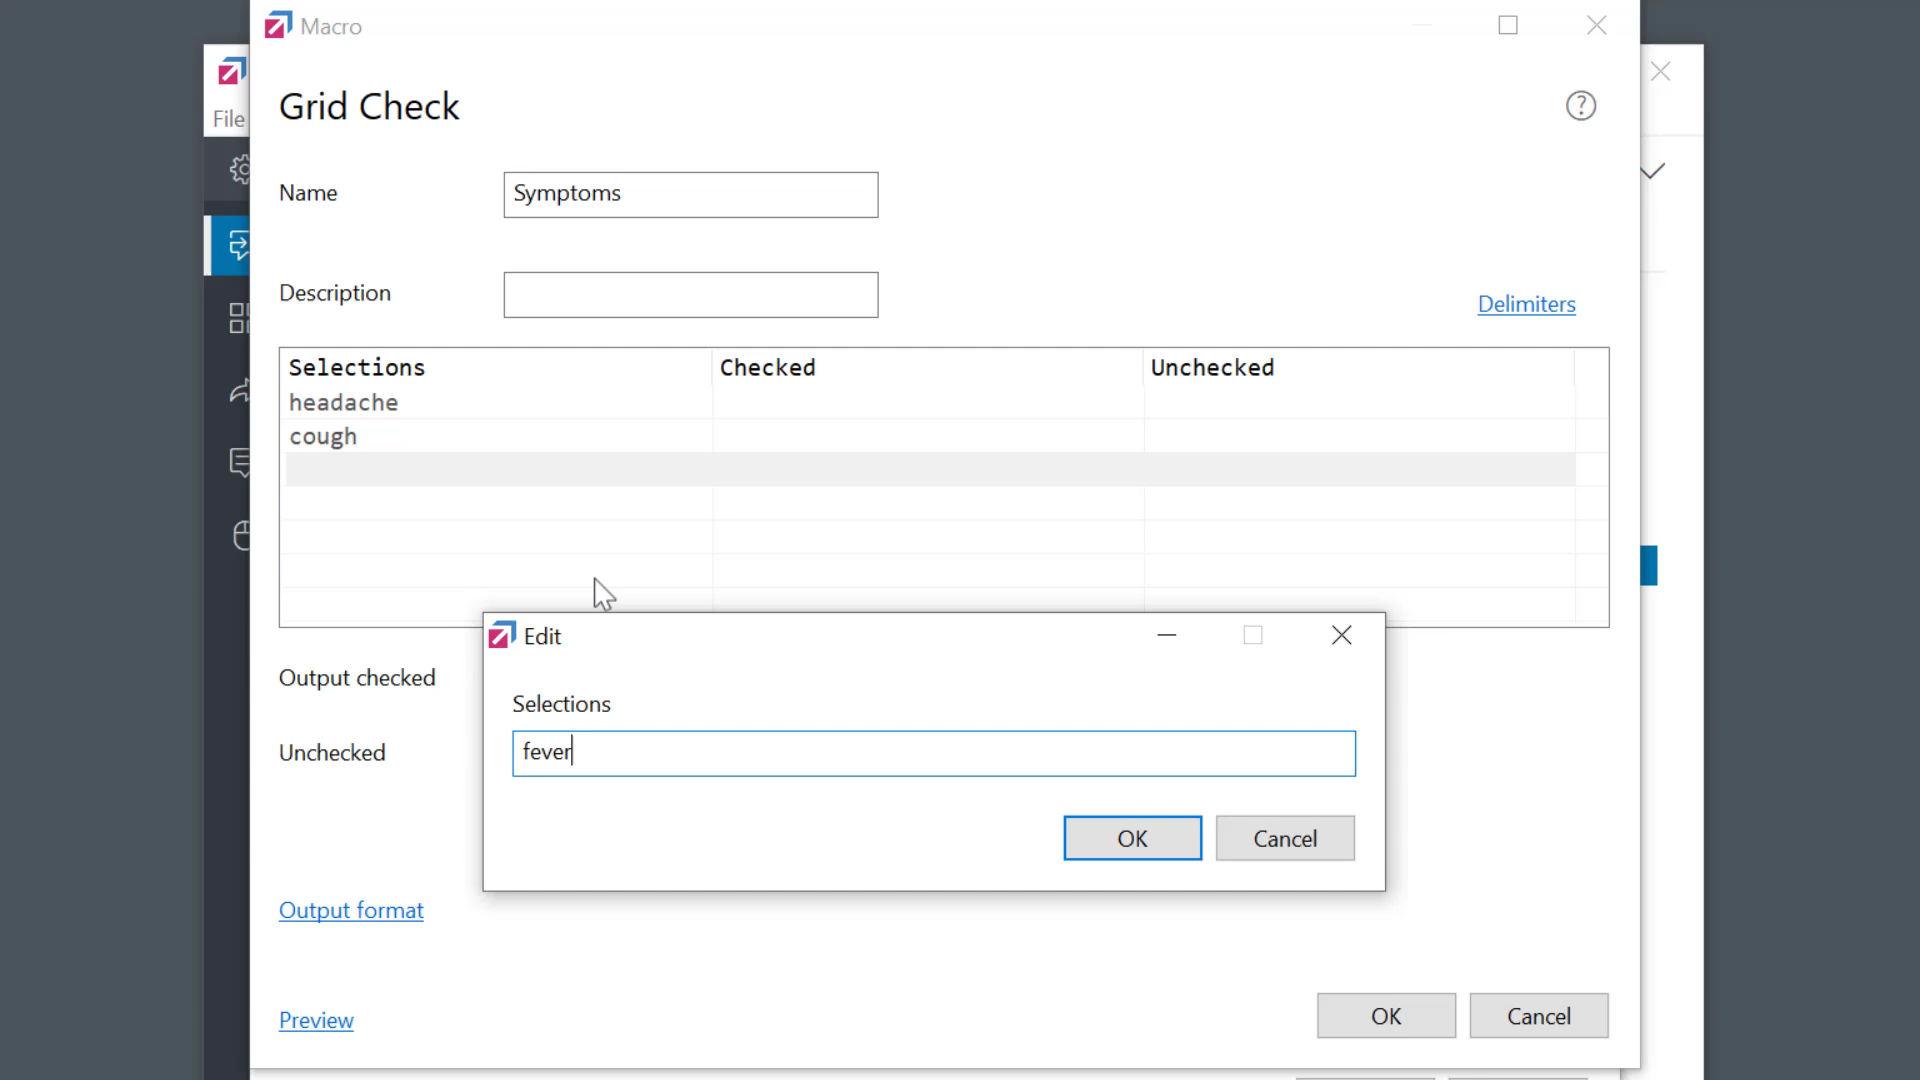 Macro
File
Grid Check
Name
Symptoms
Description
Delimiters
Selections Checked Unchecked
headache
cough
Edit
Output checked
Selections
Unchecked
fever
OK Cancel
Output format
OK Cancel
Preview